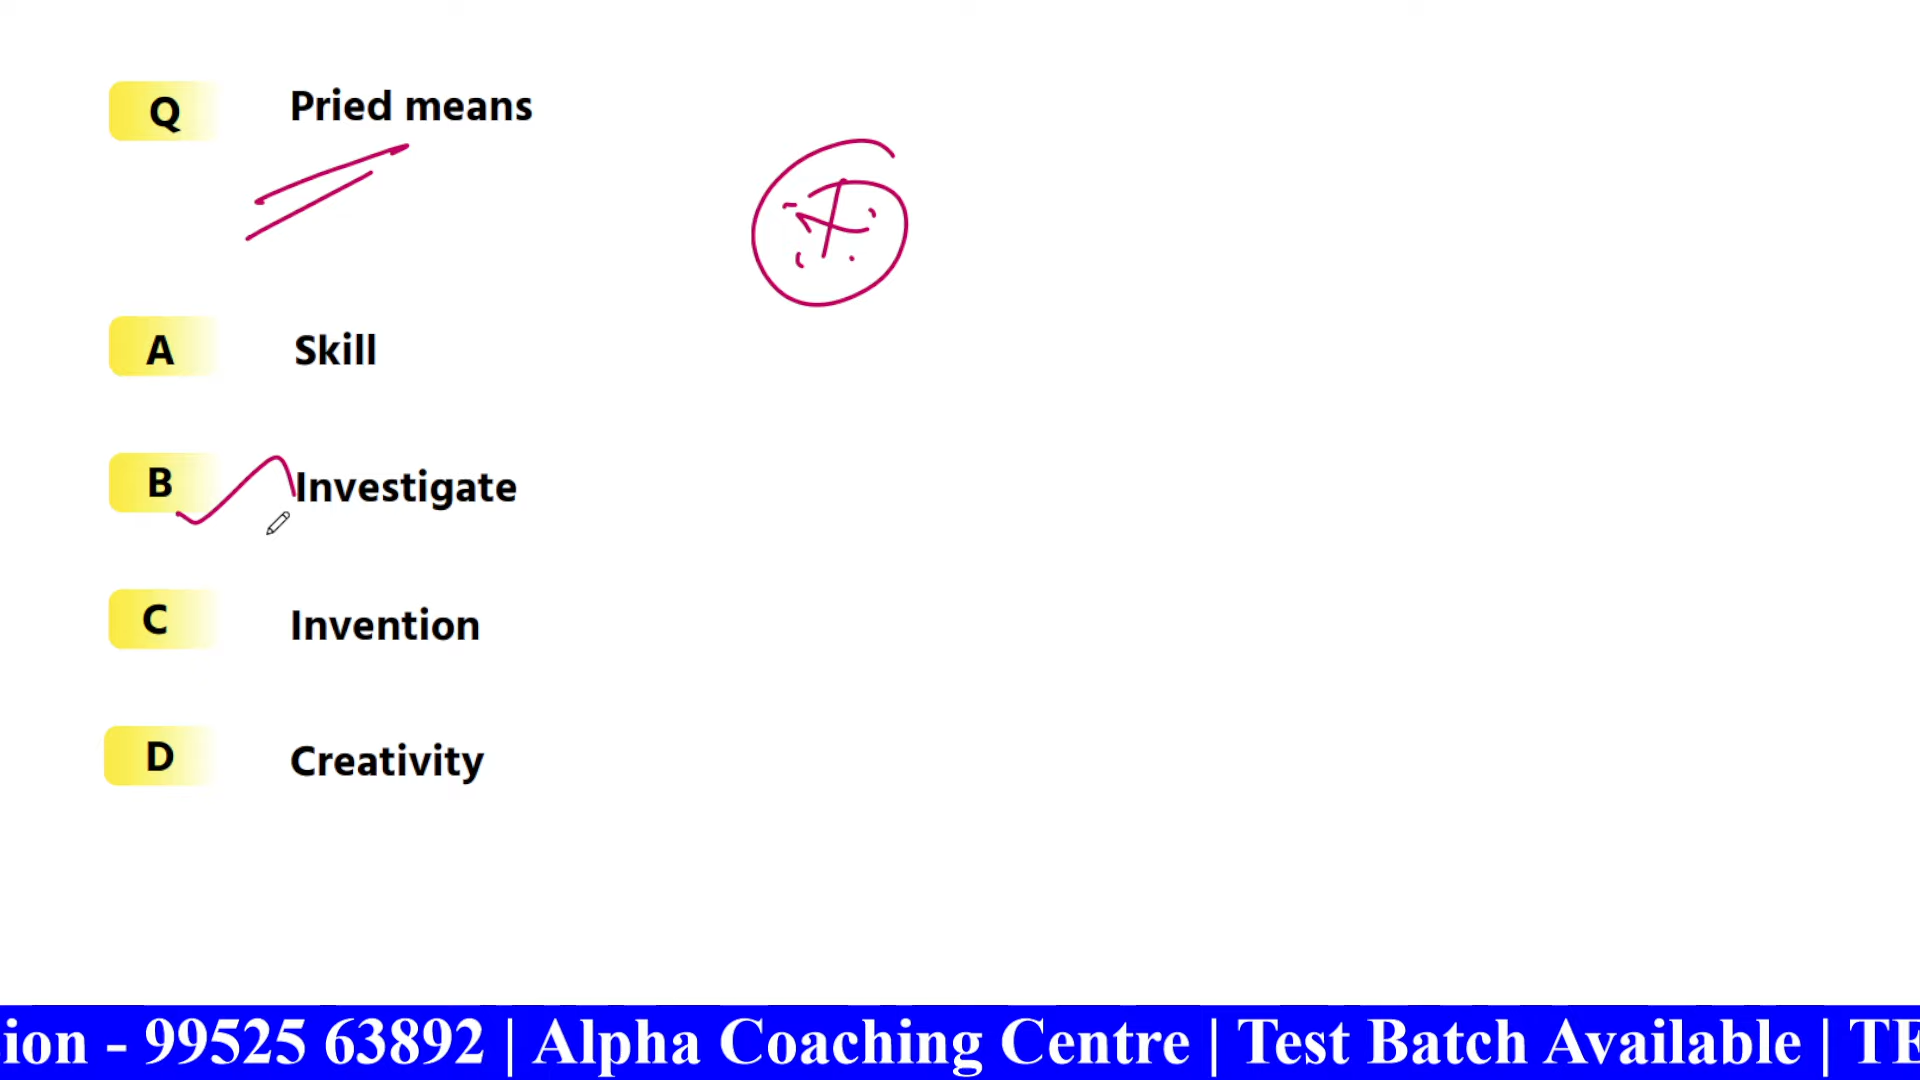 Q Pried means
A Skill
B Investigate
C Invention
D Creativity
ion - 99525 63892 | Alpha Coaching Centre | Test Batch Available | TE